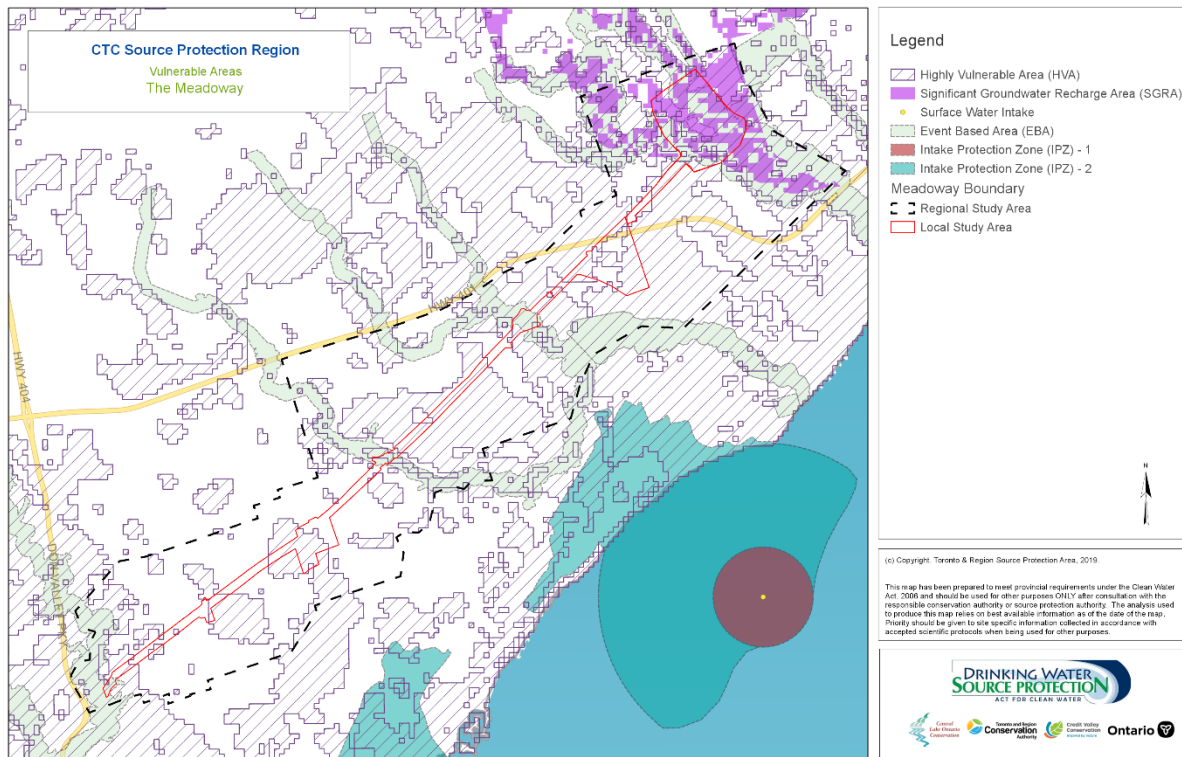 CTC Source Protection Region
Vulnerable Areas
The Meadoway
HWY 401
HWY 404
Legend
Highly Vulnerable Area (HVA)
Significant Groundwater Recharge Area (SGRA)
Surface Water Intake
Event Based Area (EBA)
Intake Protection Zone (IPZ) - 1
Intake Protection Zone (IPZ) - 2
Meadoway Boundary
Regional Study Area
Local Study Area
N
(c) Copyright. Toronto & Region Source Protection Area, 2019.
This map has been prepared to meet provincial requirements under the Clean Water
Act, 2006 and should be used for other purposes ONLY after consultation with the
responsible conservation authority or source protection authority. The analysis used
to produce this map relies on best available information as of the date of the map.
Priority should be given to site specific information collected in accordance with
accepted scientific protocols when being used for other purposes.
DRINKING WATER
SOURCE PROTECTION
ACT FOR CLEAN WATER
Central
Lake Ontario
Conservation
Toronto and Region
Conservation
Authority
Credit Valley
Conservation
Ontario